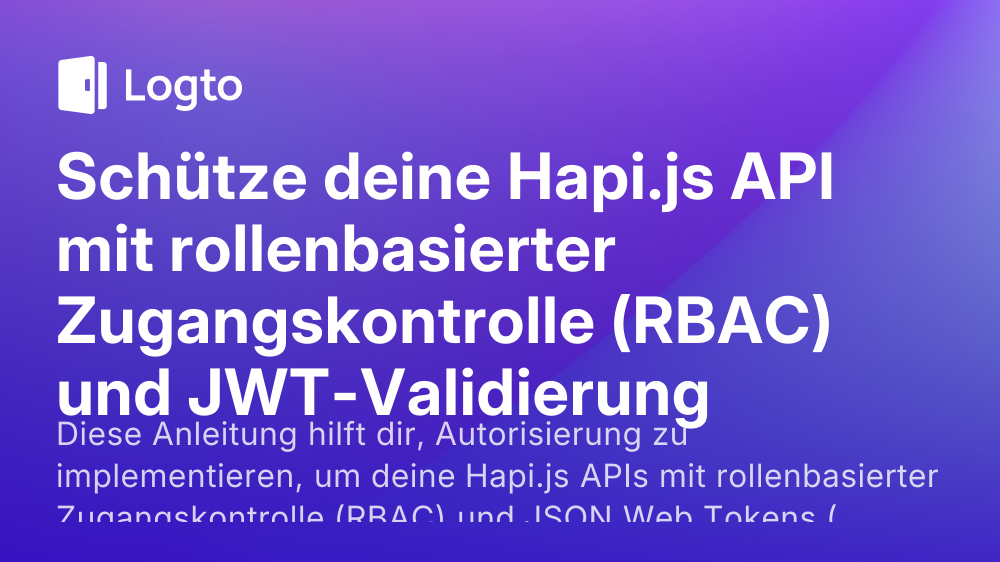 Logto
Schütze deine Hapi.js API
mit rollenbasierter
Zugangskontrolle (RBAC)
und JWT-Validierung
Diese Anleitung hilft dir, Autorisierung zu
implementieren, um deine Hapi.js APIs mit rollenbasierter
Zugangskontrolle (RBAC) und JSON Web Tokens (